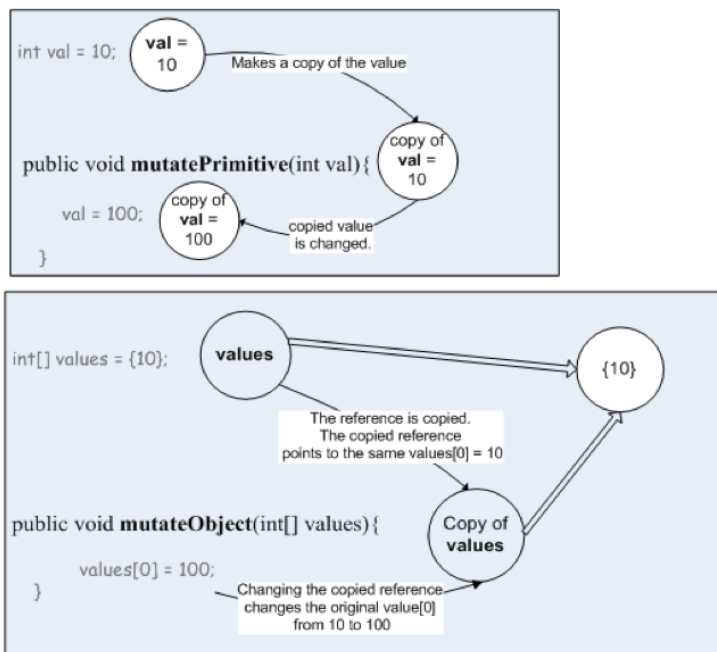 int val = 10;
val =
10
Makes a copy of the value
copy of
val =
10
public void mutatePrimitive(int val){
val = 100;
copy of
val =
100
copied value
is changed.
}
int[] values = {10};
values
{10}
The reference is copied.
The copied reference
points to the same values[0] = 10
public void mutateObject(int[] values){
Copy of
values
values[0] = 100;
}
Changing the copied reference
changes the original value[0]
from 10 to 100